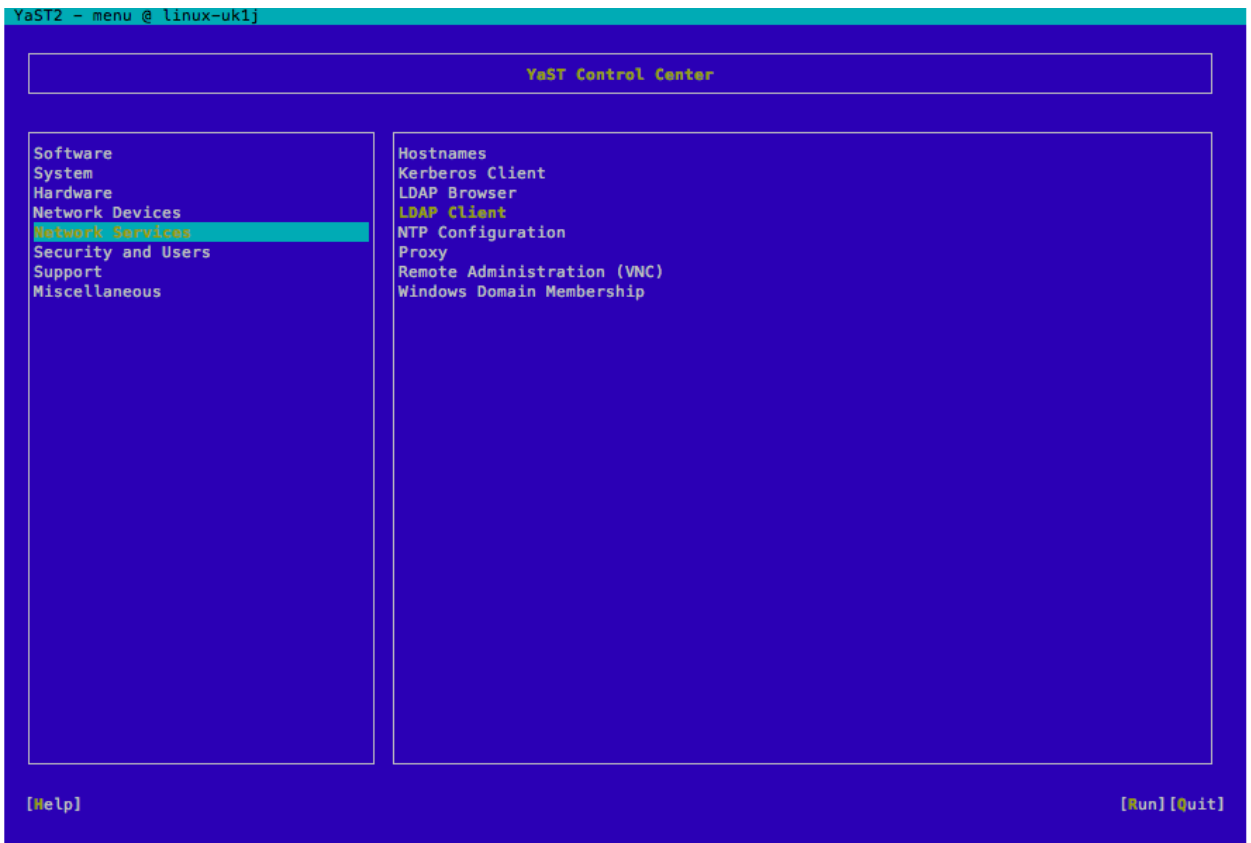 YaST2 - menu @ linux-uk1j
YaST Control Center
Software
System
Hardware
Network Devices
Network Services
Security and Users
Support
Miscellaneous
Hostnames
Kerberos Client
LDAP Browser
LDAP Client
NTP Configuration
Proxy
Remote Administration (VNC)
Windows Domain Membership
[Help]
[Run][Quit]